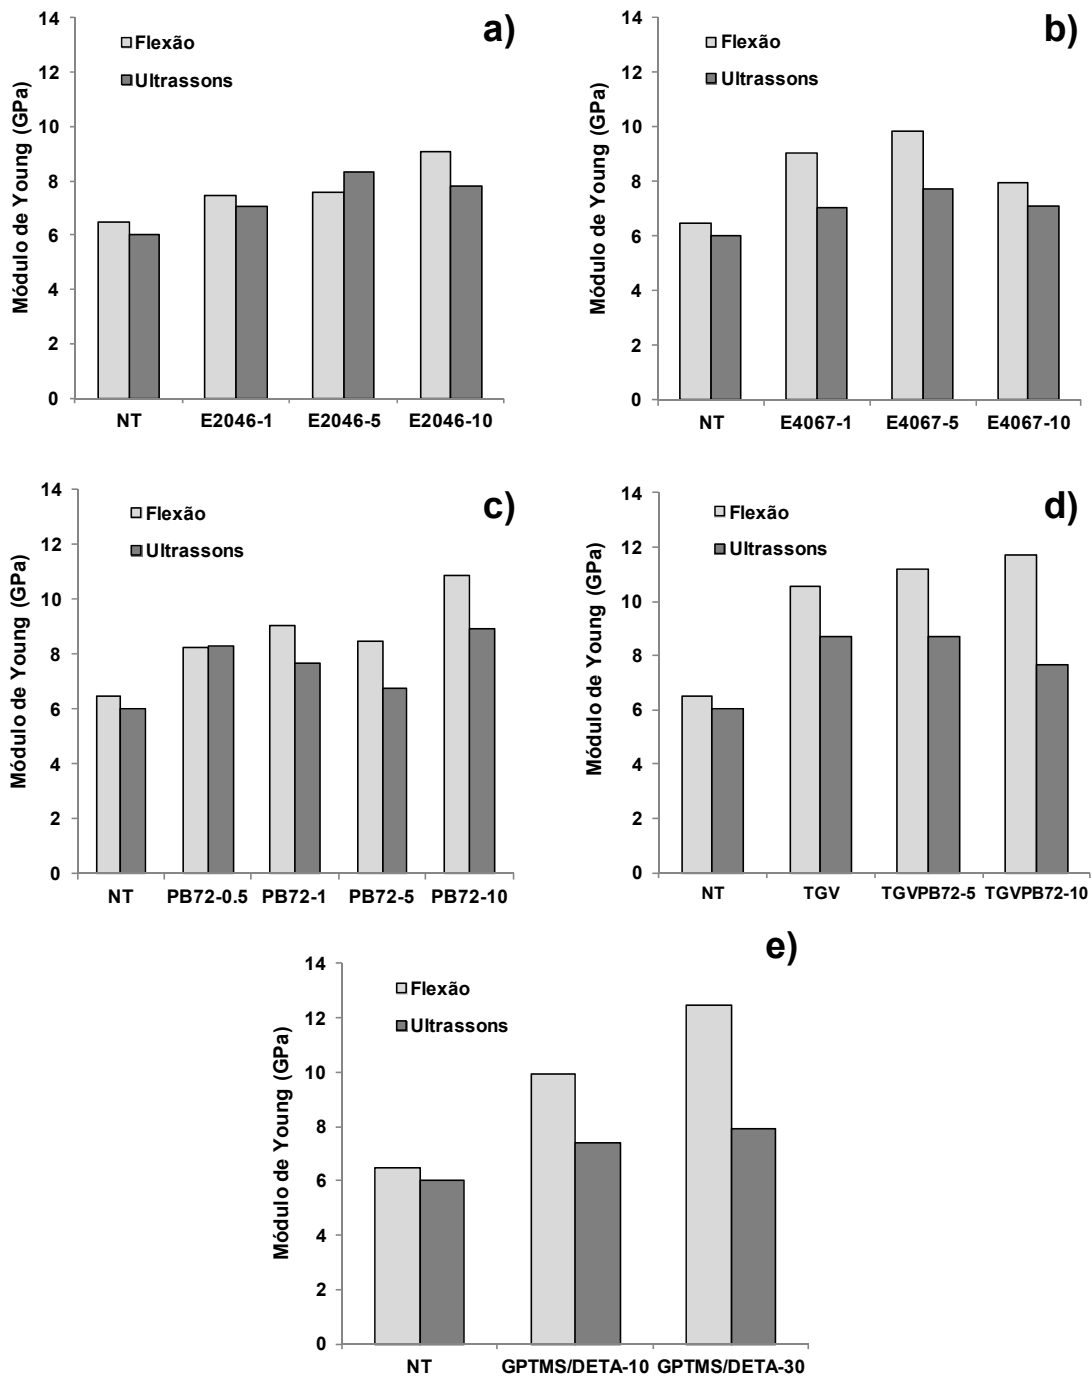 a)
Módulo de Young (GPa)
14
12
10
8
6
4
2
0
Flexão
Ultrassons
NT E2046-1 E2046-5 E2046-10
b)
Módulo de Young (GPa)
14
12
10
8
6
4
2
0
Flexão
Ultrassons
NT E4067-1 E4067-5 E4067-10
c)
Módulo de Young (GPa)
14
12
10
8
6
4
2
0
Flexão
Ultrassons
NT PB72-0.5 PB72-1 PB72-5 PB72-10
d)
Módulo de Young (GPa)
14
12
10
8
6
4
2
0
Flexão
Ultrassons
NT TGV TGVPB72-5 TGVPB72-10
e)
Módulo de Young (GPa)
14
12
10
8
6
4
2
0
Flexão
Ultrassons
NT GPTMS/DETA-10 GPTMS/DETA-30